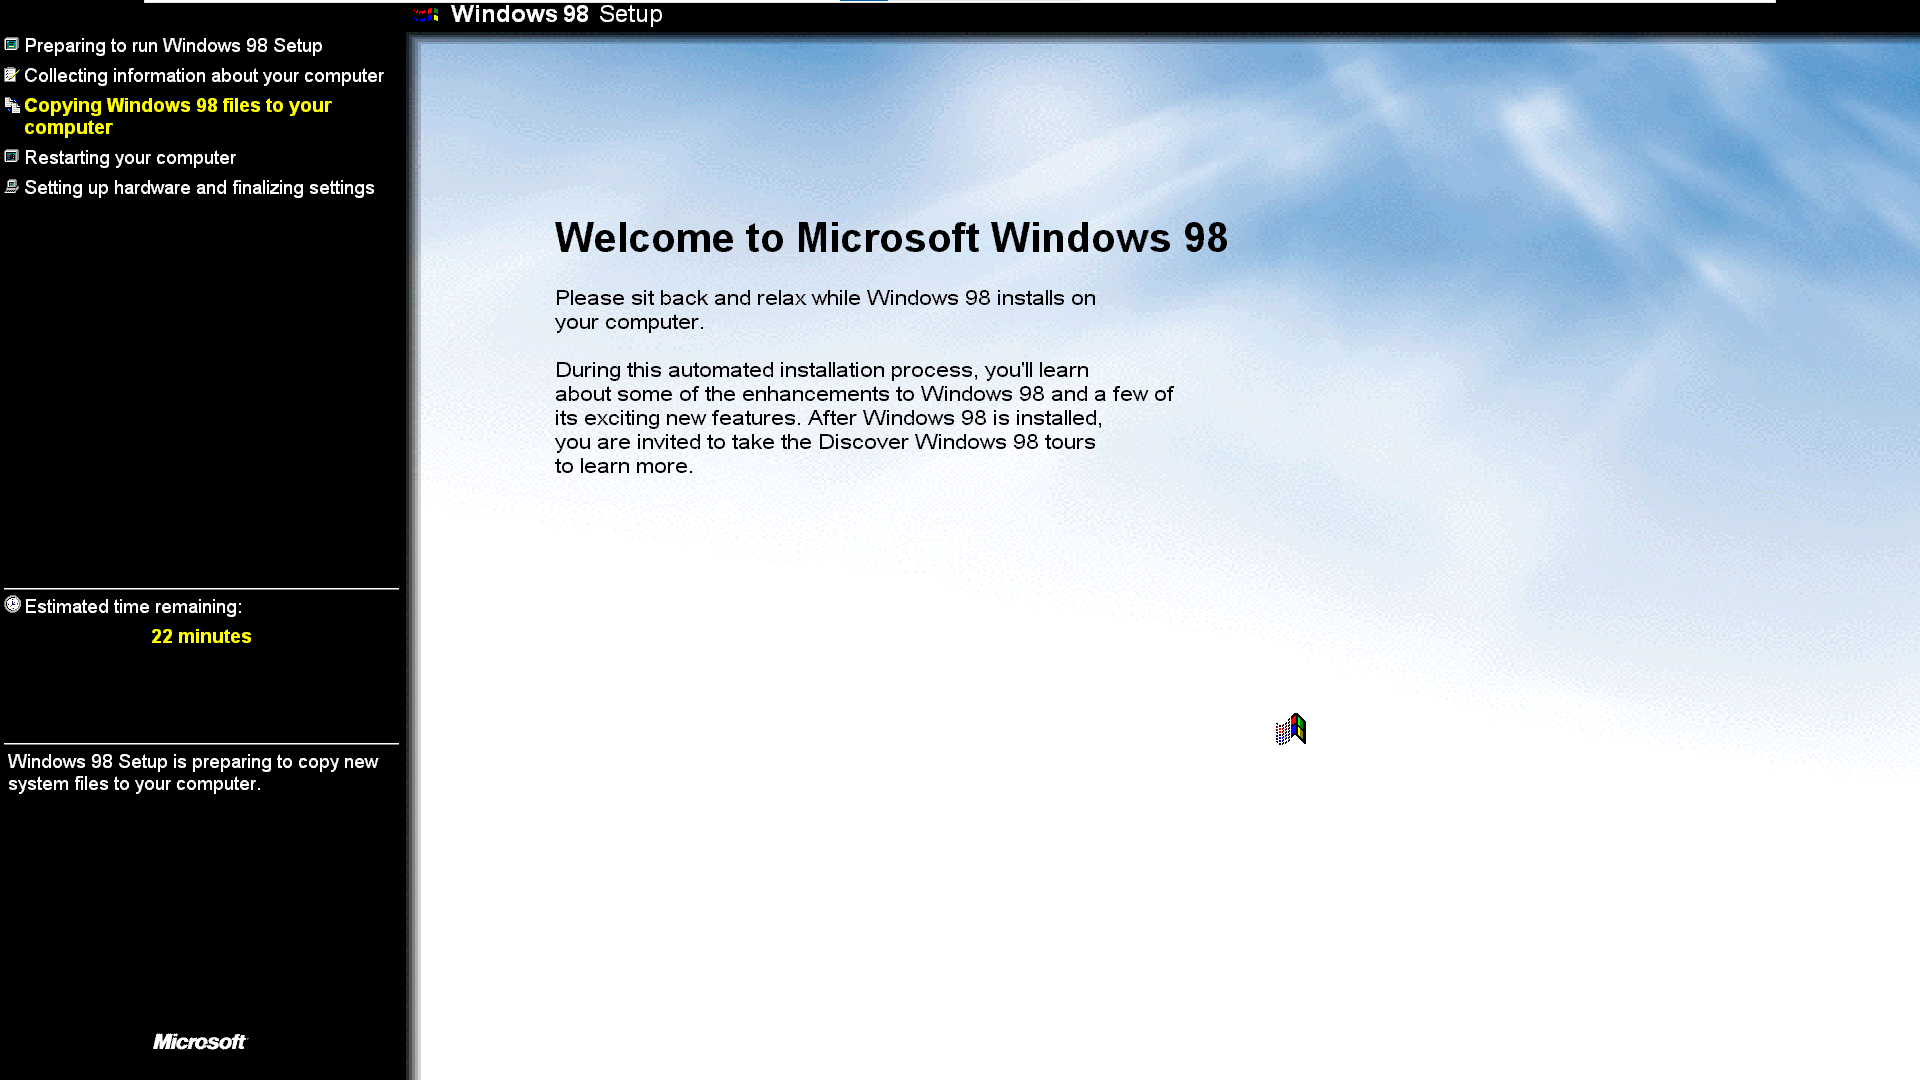 Windows 98 Setup
Preparing to run Windows 98 Setup
Collecting information about your computer
Copying Windows 98 files to your
computer
Restarting your computer
Setting up hardware and finalizing settings
Estimated time remaining:
22 minutes
Windows 98 Setup is preparing to copy new
system files to your computer.
Microsoft
Welcome to Microsoft Windows 98
Please sit back and relax while Windows 98 installs on
your computer.
During this automated installation process, you'll learn
about some of the enhancements to Windows 98 and a few of
its exciting new features. After Windows 98 is installed,
you are invited to take the Discover Windows 98 tours
to learn more.